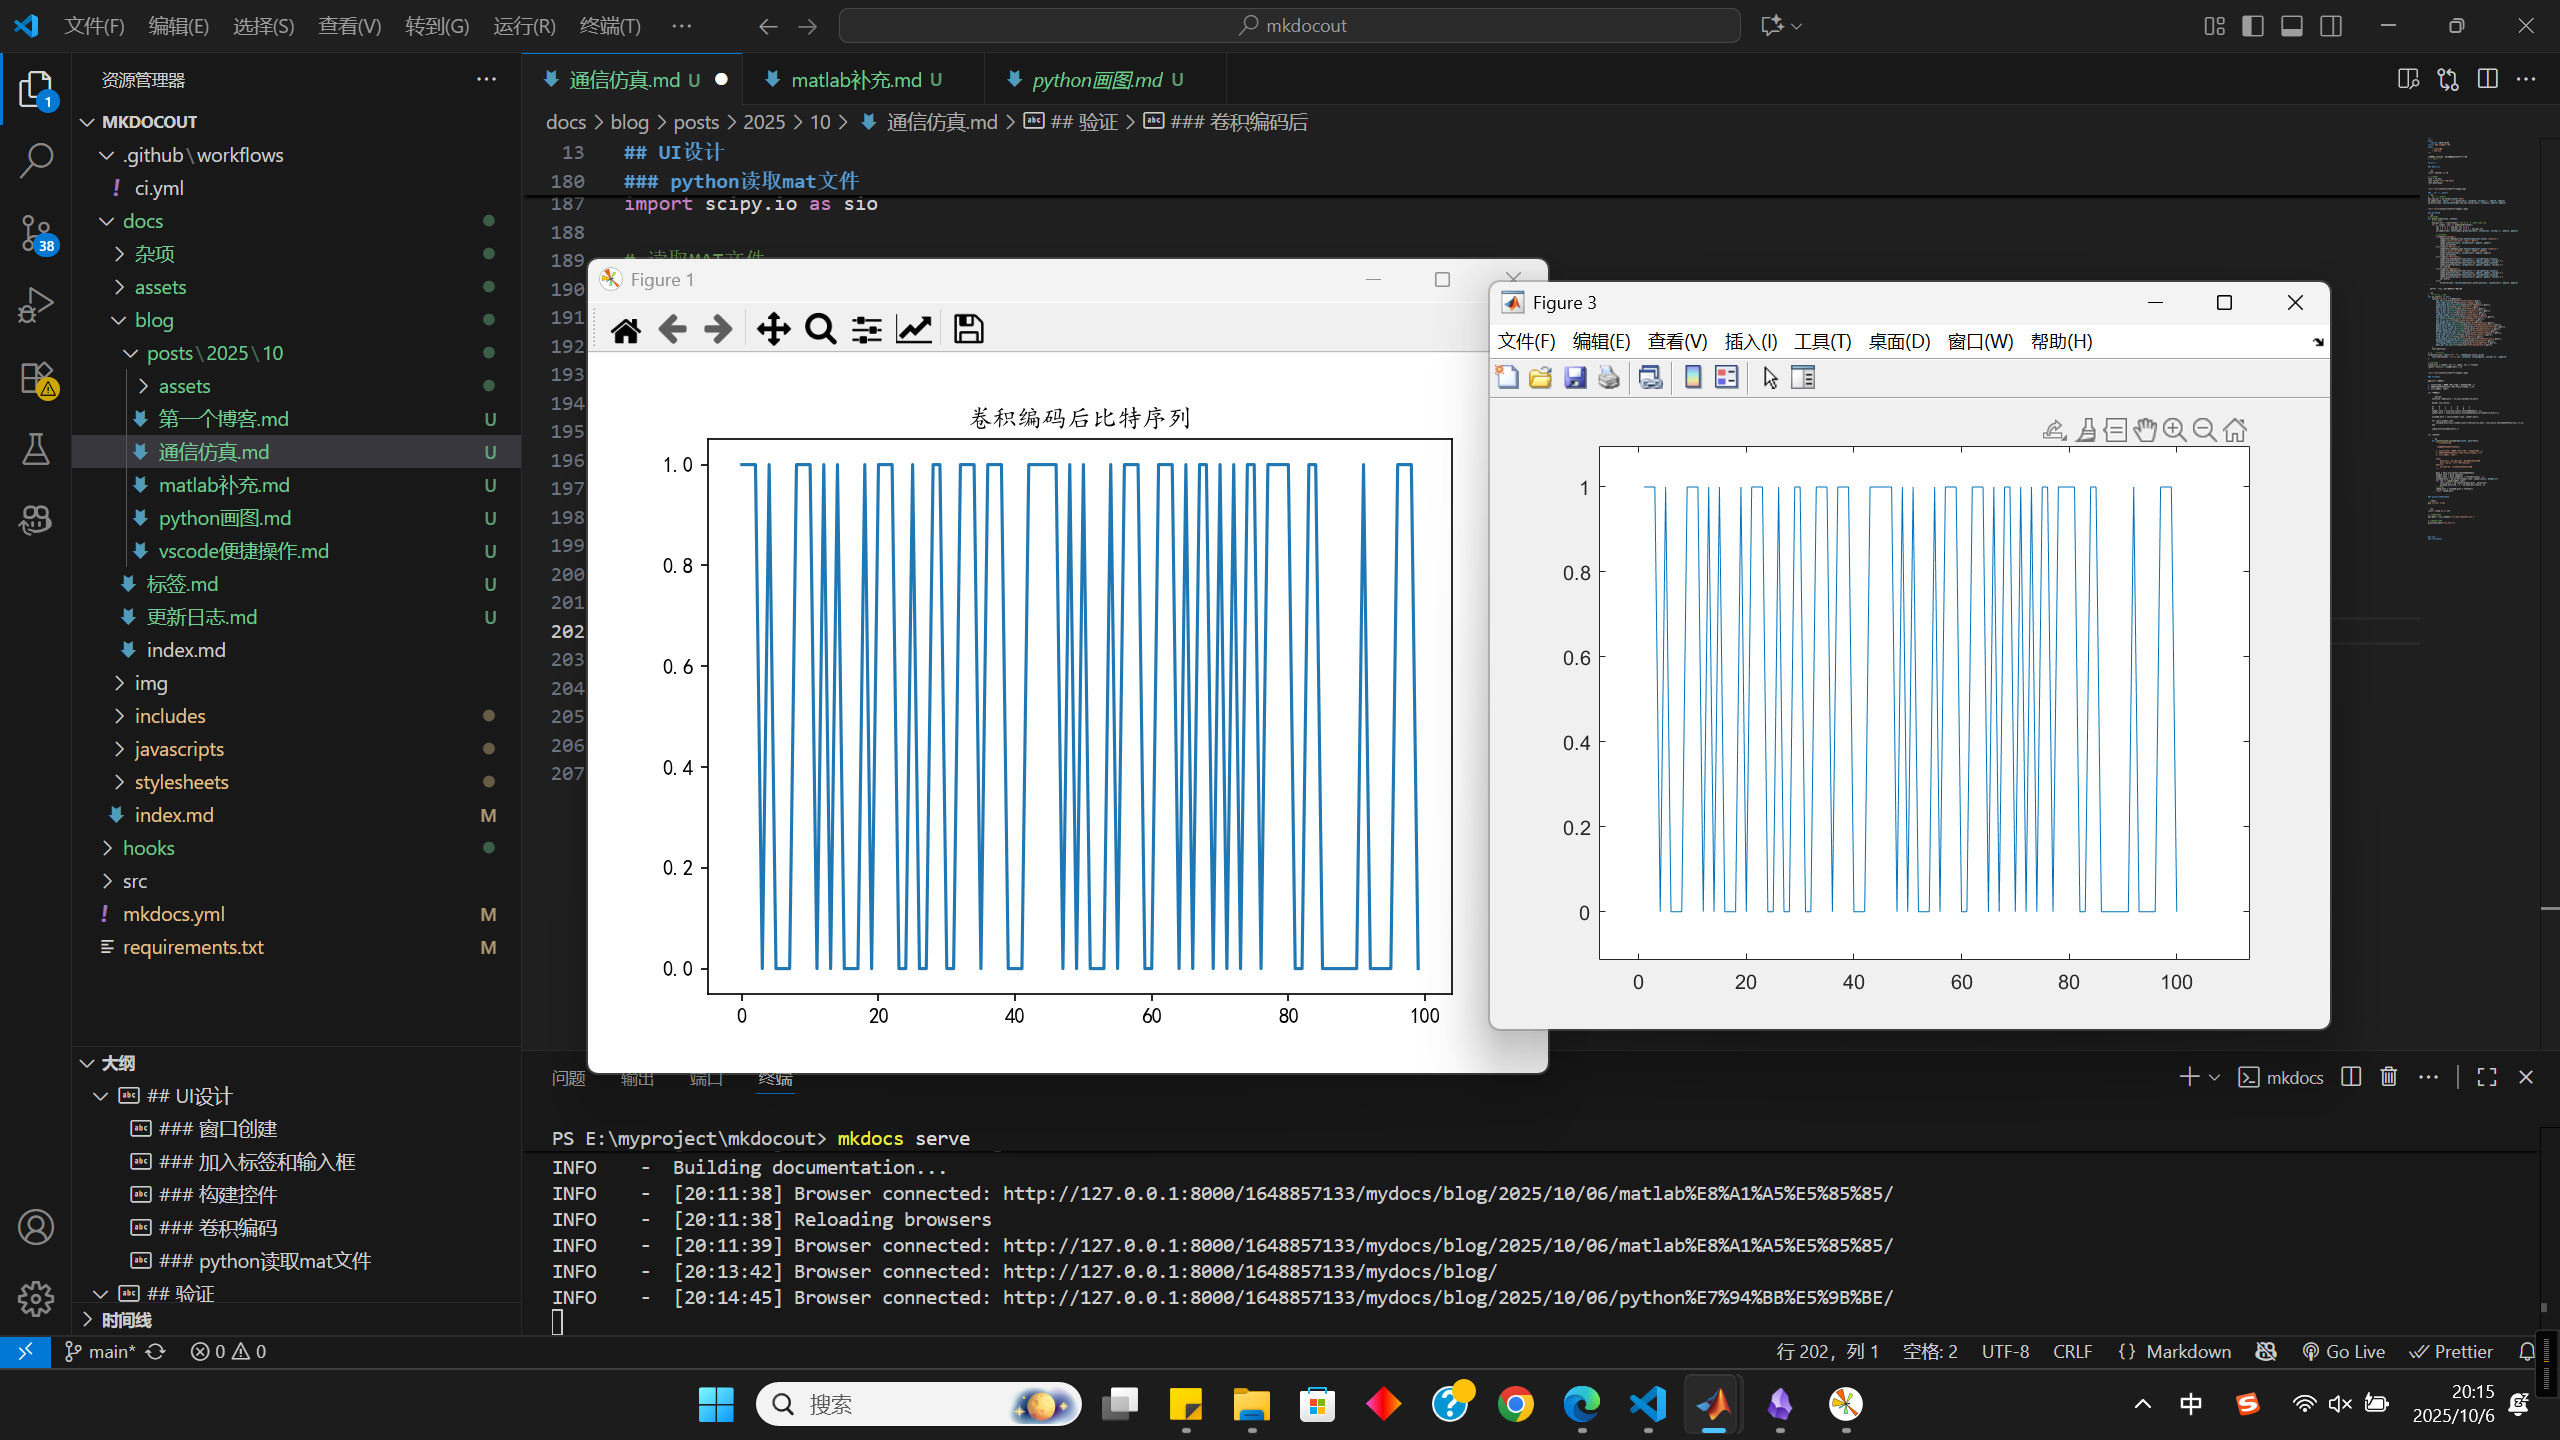 文件(F) 编辑(E) 选择(S) 查看(V) 转到(G) 运行(R) 终端(T) ···
mkdocout
资源管理器
MKDOCOUT
.github\workflows
! ci.yml
docs
杂项
assets
blog
posts\2025\10
assets
第一个博客.md U
通信仿真.md U
matlab补充.md U
python画图.md U
vscode便捷操作.md U
标签.md U
更新日志.md U
index.md
img
includes
javascripts
stylesheets
index.md M
hooks
src
! mkdocs.yml M
requirements.txt M
1
38
大纲
## UI设计
### 窗口创建
### 加入标签和输入框
### 构建控件
### 卷积编码
### python读取mat文件
## 验证
时间线
通信仿真.md U
matlab补充.md U
python画图.md U
docs > blog > posts > 2025 > 10 > 通信仿真.md > ## 验证 > ### 卷积编码后
13 ## UI设计
180 ### python读取mat文件
187 import scipy.io as sio
188
189 # 读取MAT文件
190
191
192
193
194
195
196
197
198
199
200
201
202
203
204
205
206
207
Figure 1
卷积编码后比特序列
1.0
0.8
0.6
0.4
0.2
0.0
0 20 40 60 80 100
Figure 3
文件(F) 编辑(E) 查看(V) 插入(I) 工具(T) 桌面(D) 窗口(W) 帮助(H)
1
0.8
0.6
0.4
0.2
0
0 20 40 60 80 100
问题 输出 端口 终端
mkdocs
PS E:\myproject\mkdocout> mkdocs serve
INFO - Building documentation...
INFO - [20:11:38] Browser connected: http://127.0.0.1:8000/1648857133/mydocs/blog/2025/10/06/matlab%E8%A1%A5%E5%85%85/
INFO - [20:11:38] Reloading browsers
INFO - [20:11:39] Browser connected: http://127.0.0.1:8000/1648857133/mydocs/blog/2025/10/06/matlab%E8%A1%A5%E5%85%85/
INFO - [20:13:42] Browser connected: http://127.0.0.1:8000/1648857133/mydocs/blog/
INFO - [20:14:45] Browser connected: http://127.0.0.1:8000/1648857133/mydocs/blog/2025/10/06/python%E7%94%BB%E5%9B%BE/
main* 0 0
行 202，列 1 空格: 2 UTF-8 CRLF {} Markdown Go Live Prettier
搜索
中
20:15
2025/10/6